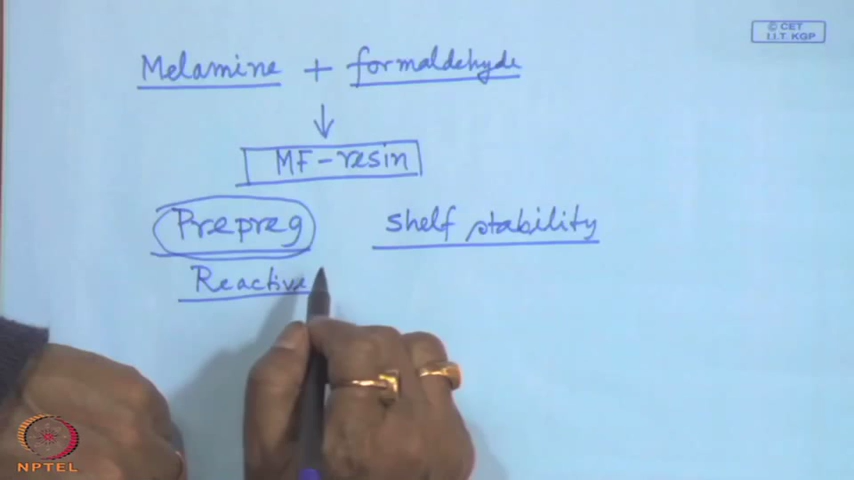 © CET
I.I.T. KGP
Melamine + formaldehyde
↓
MF-resin
Prepreg shelf stability
Reactive
NPTEL